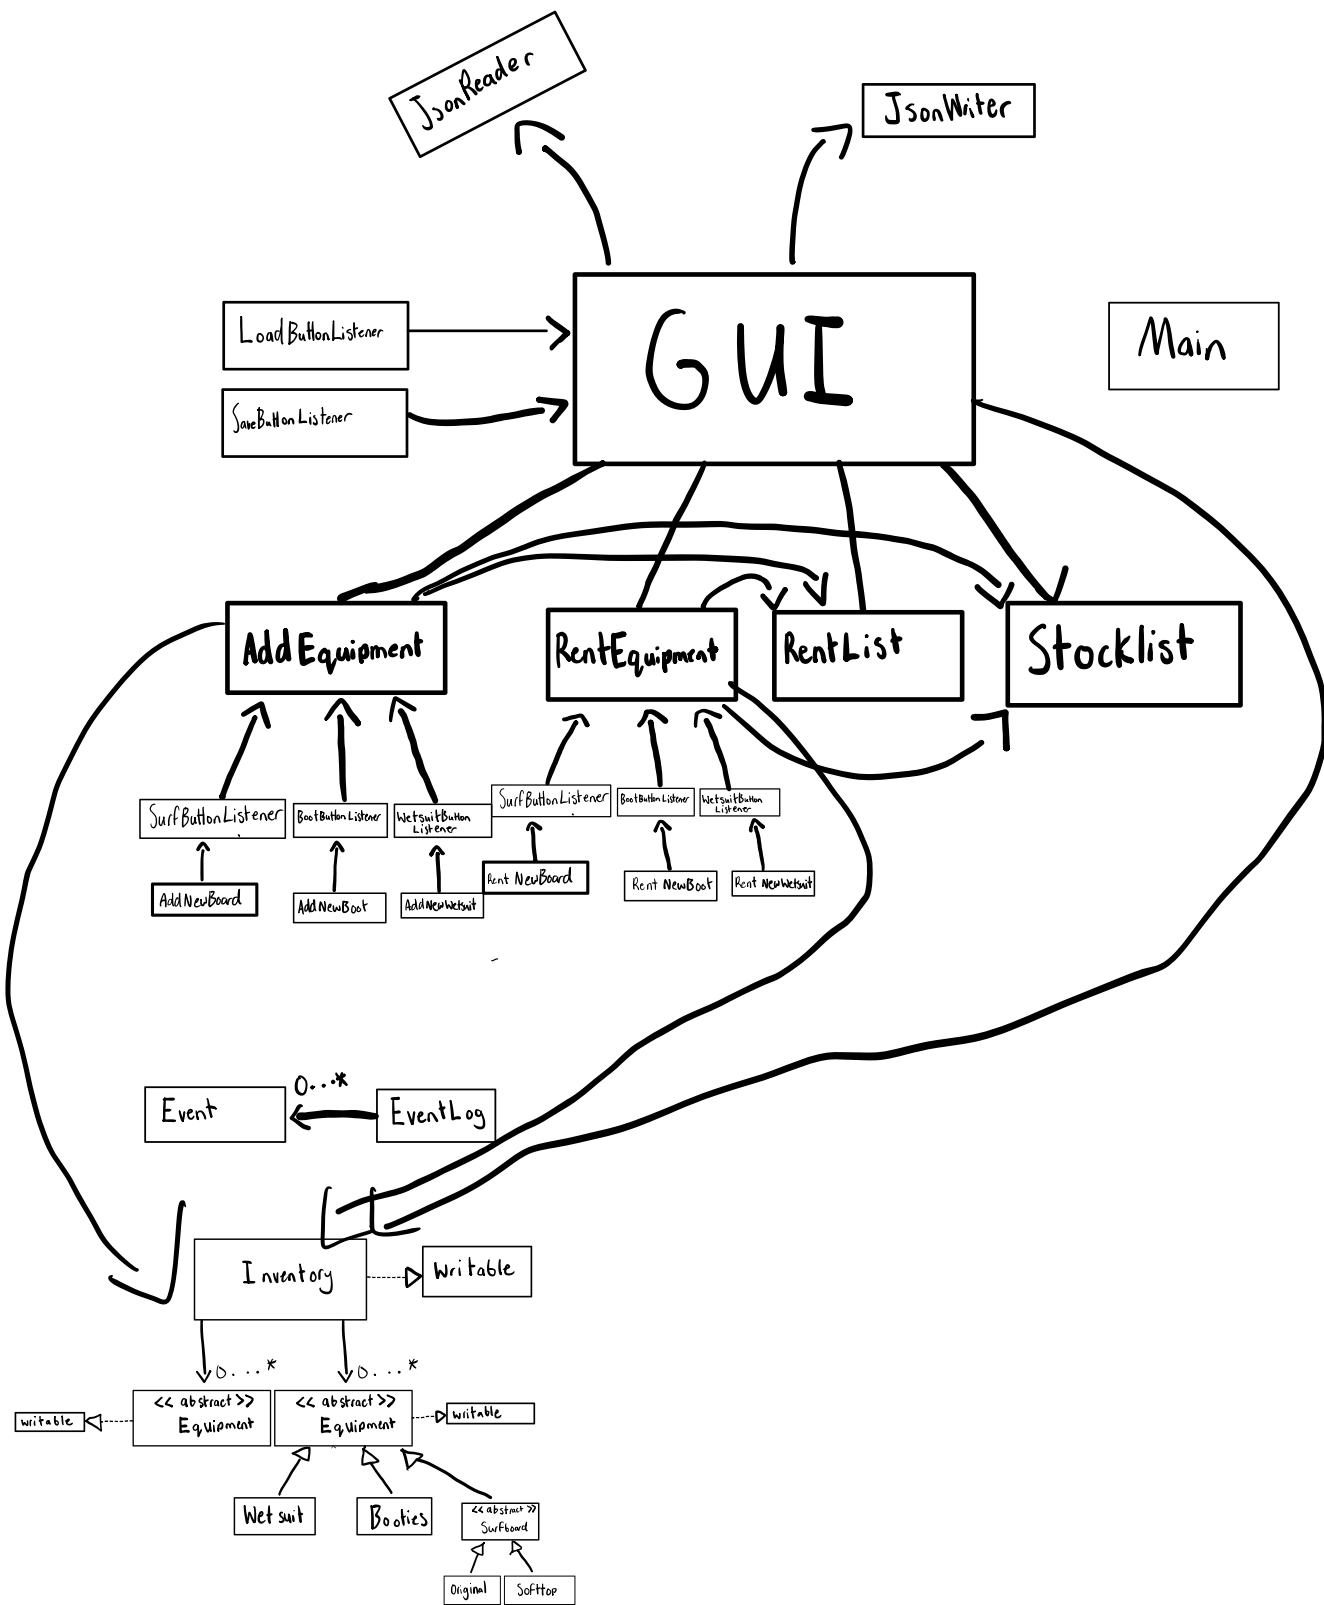 JsonReader
JsonWriter
GUI
LoadButtonListener
Main
SaveButtonListener
AddEquipment
RentEquipment
RentList
Stocklist
SurfButtonListener
BootButtonListener
WetsuitButton
Listener
SurfButtonListener
BootButtonListener
WetsuitButton
Listener
AddNewBoard
AddNewBoot
AddNewWetsuit
Rent NewBoard
Rent NewBoot
Rent NewWetsuit
0...*
Event
EventLog
Inventory
Writable
0...*
0...*
<< abstract >>
Equipment
<< abstract >>
Equipment
writable
writable
Wetsuit
Booties
<< abstract >>
Surfboard
Original
Softtop